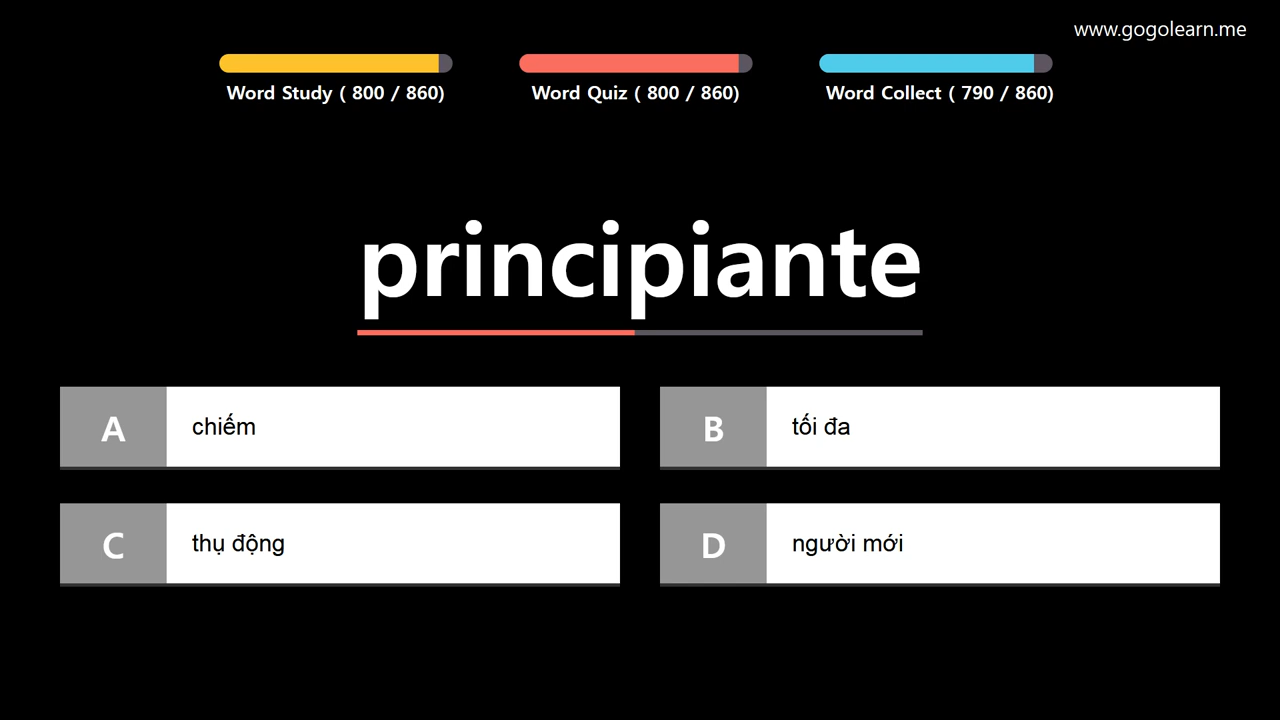 www.gogolearn.me
Word Study ( 800 / 860)
Word Quiz ( 800 / 860)
Word Collect ( 790 / 860)
principiante
A chiếm
B tối đa
C thụ động
D người mới